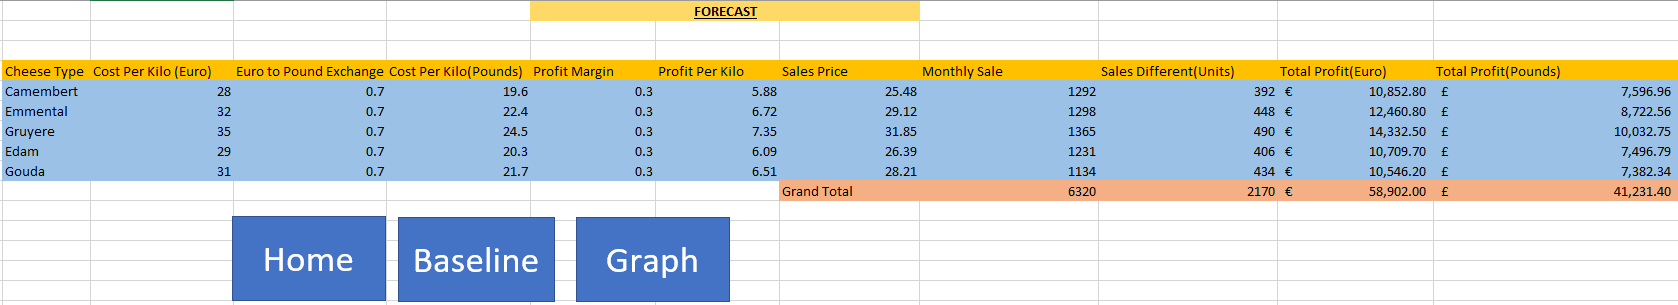 FORECAST
Cheese Type Cost Per Kilo (Euro) Euro to Pound Exchange Cost Per Kilo(Pounds) Profit Margin Profit Per Kilo Sales Price Monthly Sale Sales Different(Units) Total Profit(Euro) Total Profit(Pounds)
Camembert 28 0.7 19.6 0.3 5.88 25.48 1292 392 € 10,852.80 £ 7,596.96
Emmental 32 0.7 22.4 0.3 6.72 29.12 1298 448 € 12,460.80 £ 8,722.56
Gruyere 35 0.7 24.5 0.3 7.35 31.85 1365 490 € 14,332.50 £ 10,032.75
Edam 29 0.7 20.3 0.3 6.09 26.39 1231 406 € 10,709.70 £ 7,496.79
Gouda 31 0.7 21.7 0.3 6.51 28.21 1134 434 € 10,546.20 £ 7,382.34
Grand Total 6320 2170 € 58,902.00 £ 41,231.40
Home Baseline Graph